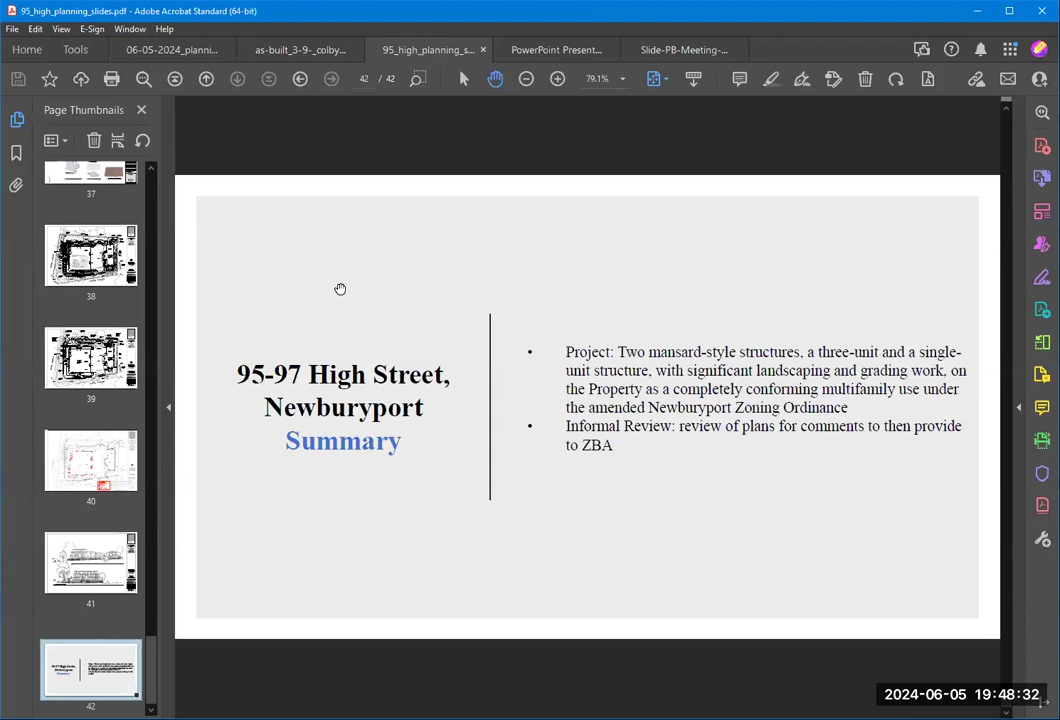 95_high_planning_slides.pdf - Adobe Acrobat Standard (64-bit)
File Edit View E-Sign Window Help
Home Tools 06-05-2024_planni... as-built_3-9-_colby... 95_high_planning_s... × PowerPoint Present... Slide-PB-Meeting-...
42 / 42 79.1%
Page Thumbnails
37
38
39
40
41
42
95-97 High Street,
Newburyport
Summary
• Project: Two mansard-style structures, a three-unit and a single-
unit structure, with significant landscaping and grading work, on
the Property as a completely conforming multifamily use under
the amended Newburyport Zoning Ordinance
• Informal Review: review of plans for comments to then provide
to ZBA
2024-06-05 19:48:32